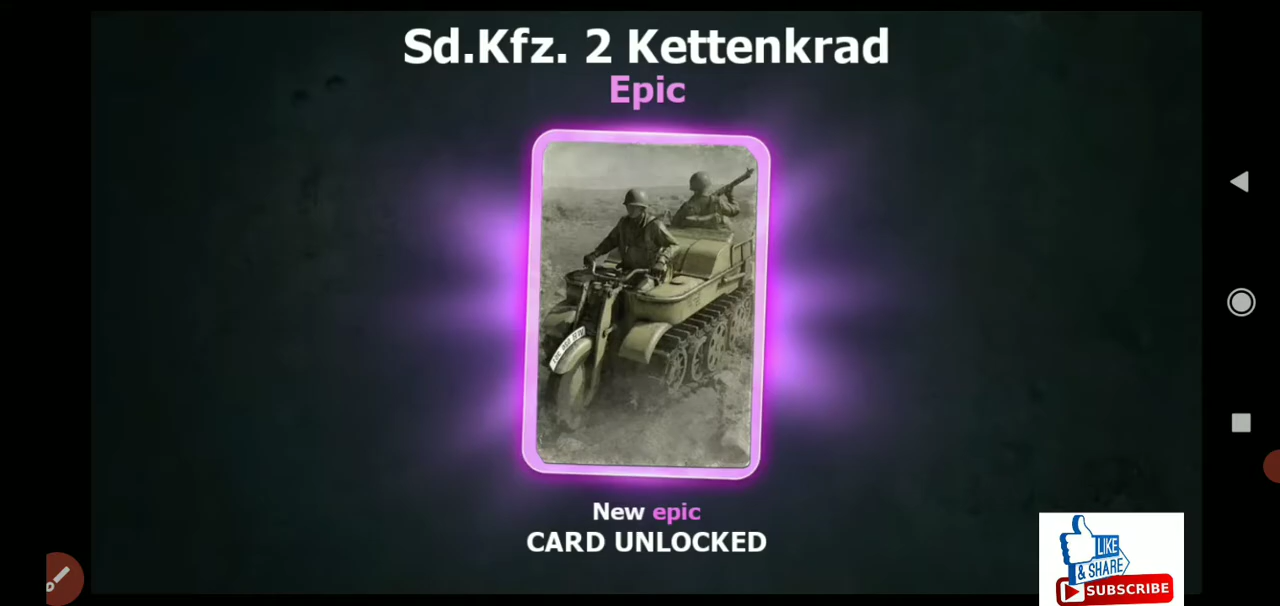 Sd.Kfz. 2 Kettenkrad
Epic
New epic
CARD UNLOCKED
LIKE
& SHARE
SUBSCRIBE